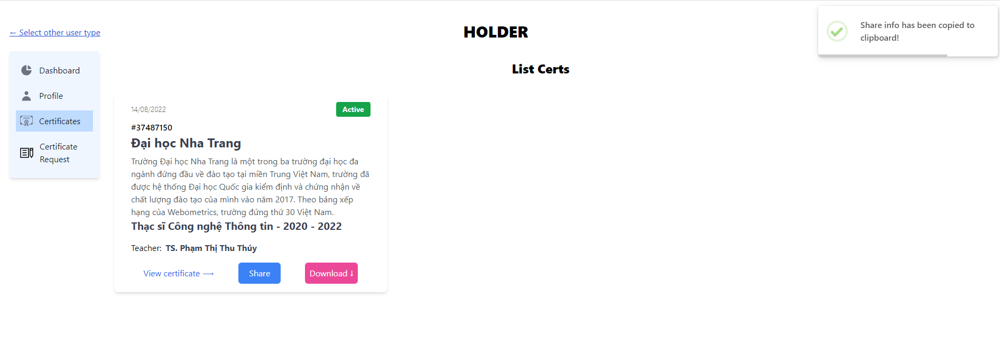 ← Select other user type
HOLDER
Share info has been copied to
clipboard!
Dashboard
Profile
Certificates
Certificate
Request
List Certs
14/08/2022
Active
#37487150
Đại học Nha Trang
Trường Đại học Nha Trang là một trong ba trường đại học đa
ngành đứng đầu về đào tạo tại miền Trung Việt Nam, trường đã
được hệ thống Đại học Quốc gia kiểm định và chứng nhận về
chất lượng đào tạo của mình vào năm 2017. Theo bảng xếp
hạng của Webometrics, trường đứng thứ 30 Việt Nam.
Thạc sĩ Công nghệ Thông tin - 2020 - 2022
Teacher: TS. Phạm Thị Thu Thúy
View certificate ⟶
Share
Download ↓